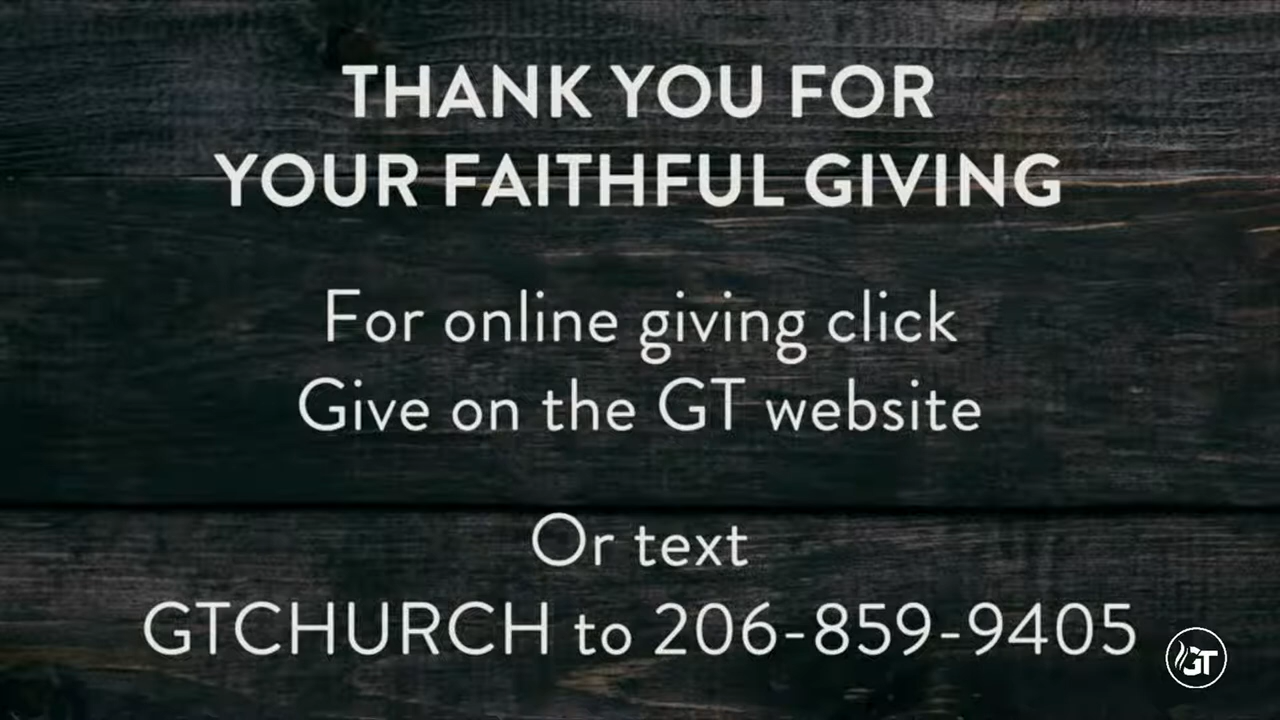 THANK YOU FOR
YOUR FAITHFUL GIVING
For online giving click
Give on the GT website
Or text
GTCHURCH to 206-859-9405
GT